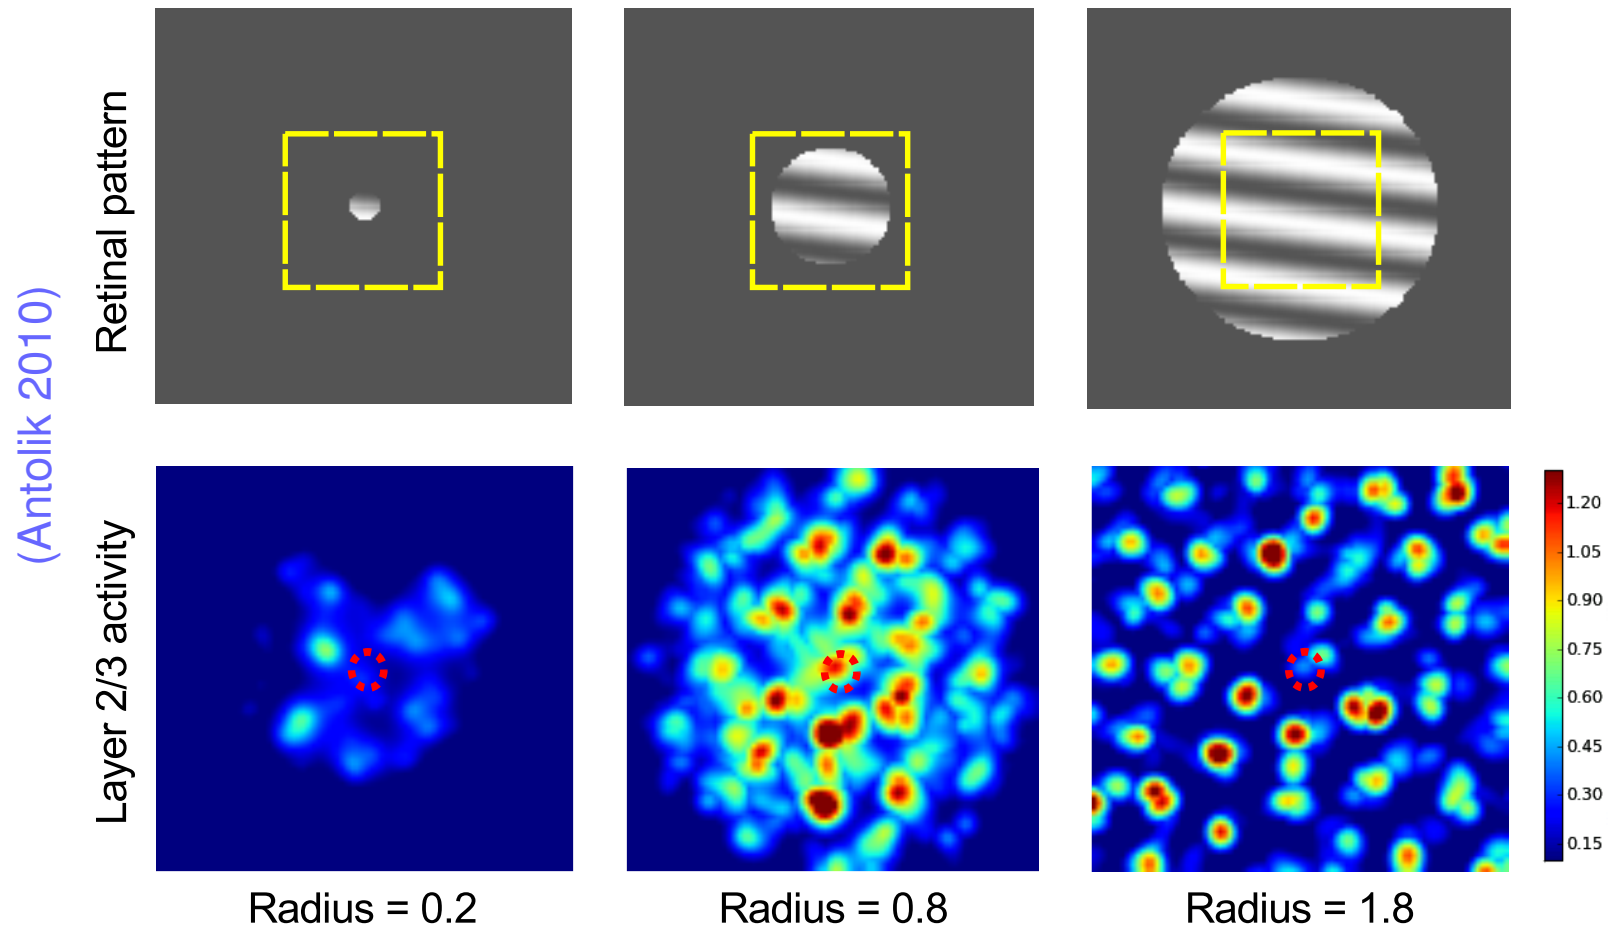 (Antolik 2010)
Retinal pattern
Layer 2/3 activity
1.20
1.05
0.90
0.75
0.60
0.45
0.30
0.15
Radius = 0.2
Radius = 0.8
Radius = 1.8